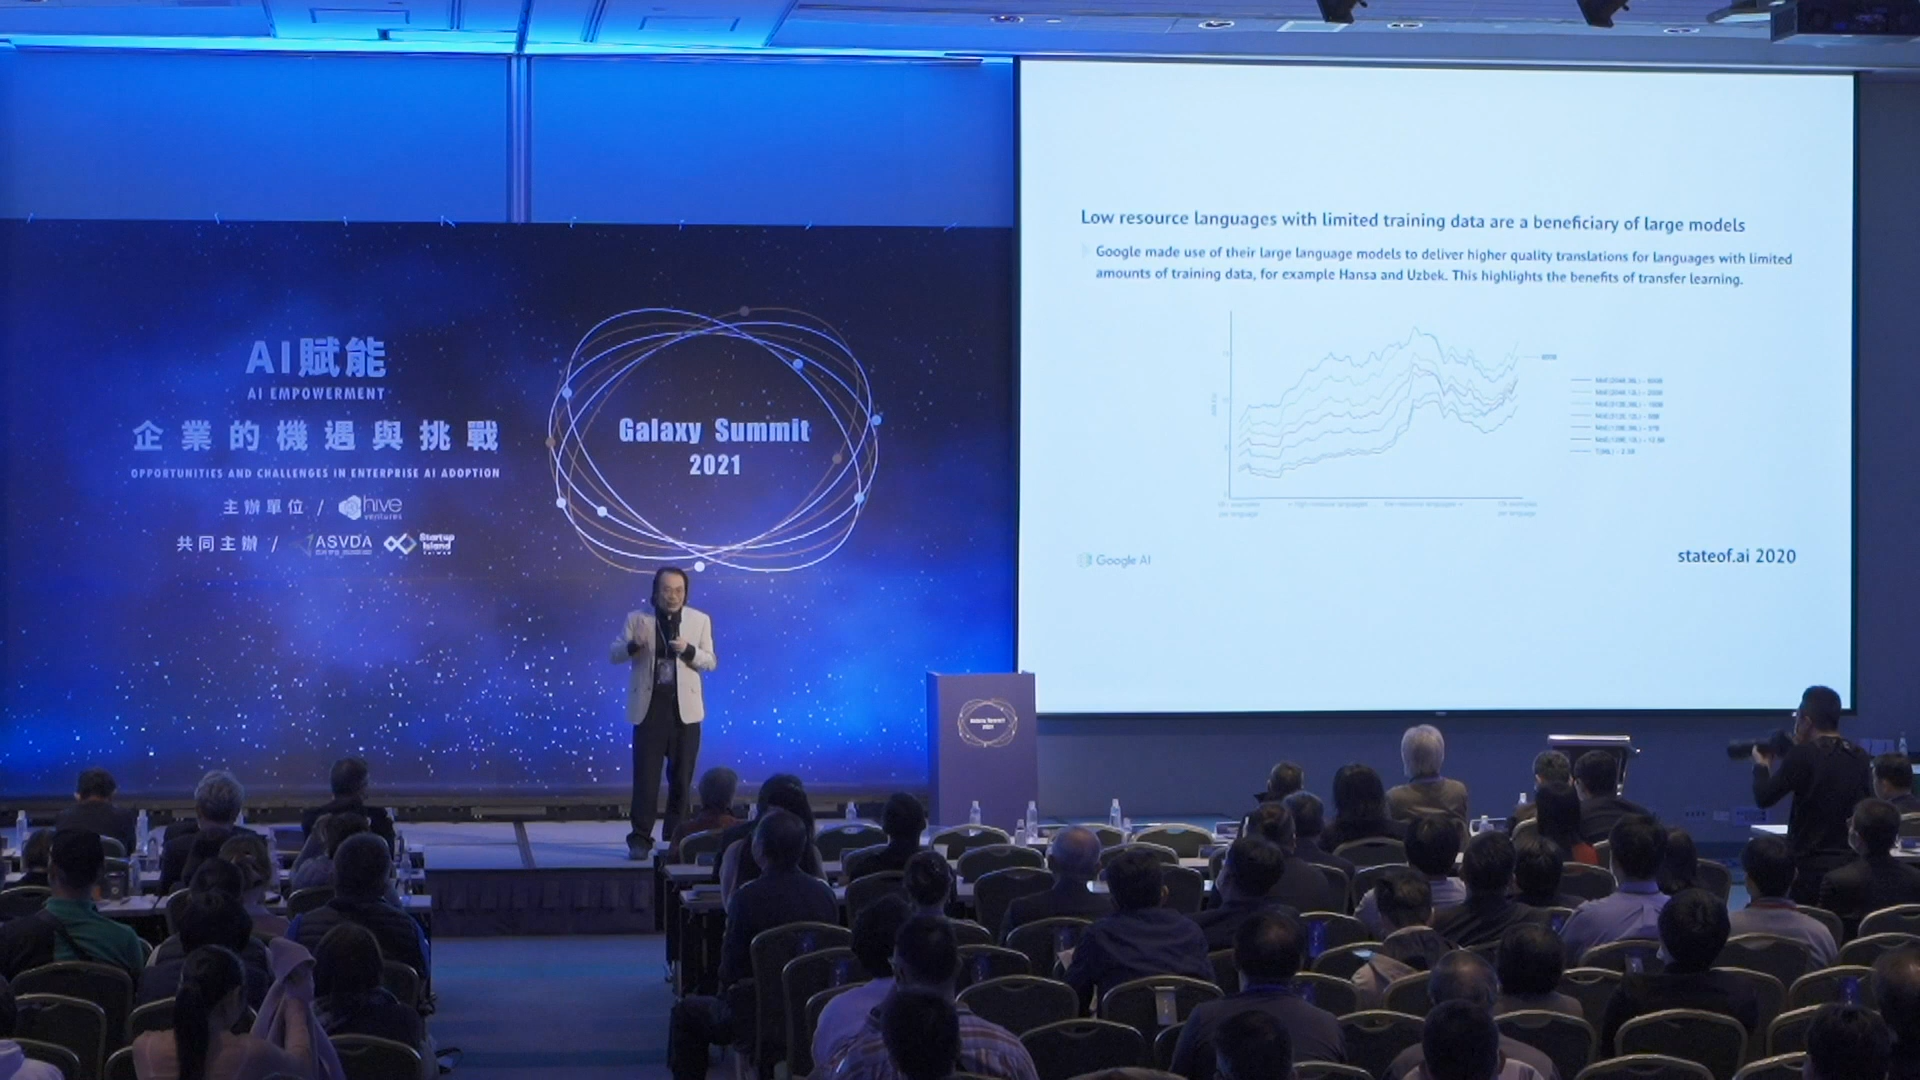 AI賦能
AI EMPOWERMENT
企業的機遇與挑戰
OPPORTUNITIES AND CHALLENGES IN ENTERPRISE AI ADOPTION
主辦單位 / hive ventures
共同主辦 / ASVDA Startup Island TAIWAN
Galaxy Summit
2021
Low resource languages with limited training data are a beneficiary of large models
Google made use of their large language models to deliver higher quality translations for languages with limited
amounts of training data, for example Hansa and Uzbek. This highlights the benefits of transfer learning.
Google AI
stateof.ai 2020
Galaxy Summit
2021